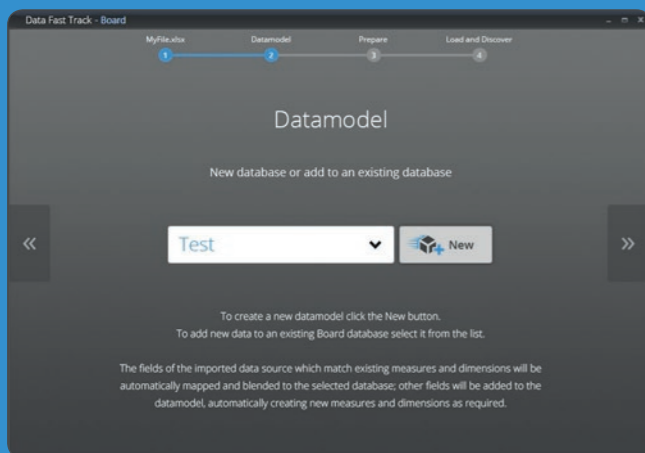 Data Fast Track - Board
MyFile.xlsx Datamodel Prepare Load and Discover
1 2 3 4
Datamodel
New database or add to an existing database
«
Test
New
»
To create a new datamodel click the New button.
To add new data to an existing Board database select it from the list.
The fields of the imported data source which match existing measures and dimensions will be
automatically mapped and blended to the selected database; other fields will be added to the
datamodel, automatically creating new measures and dimensions as required.